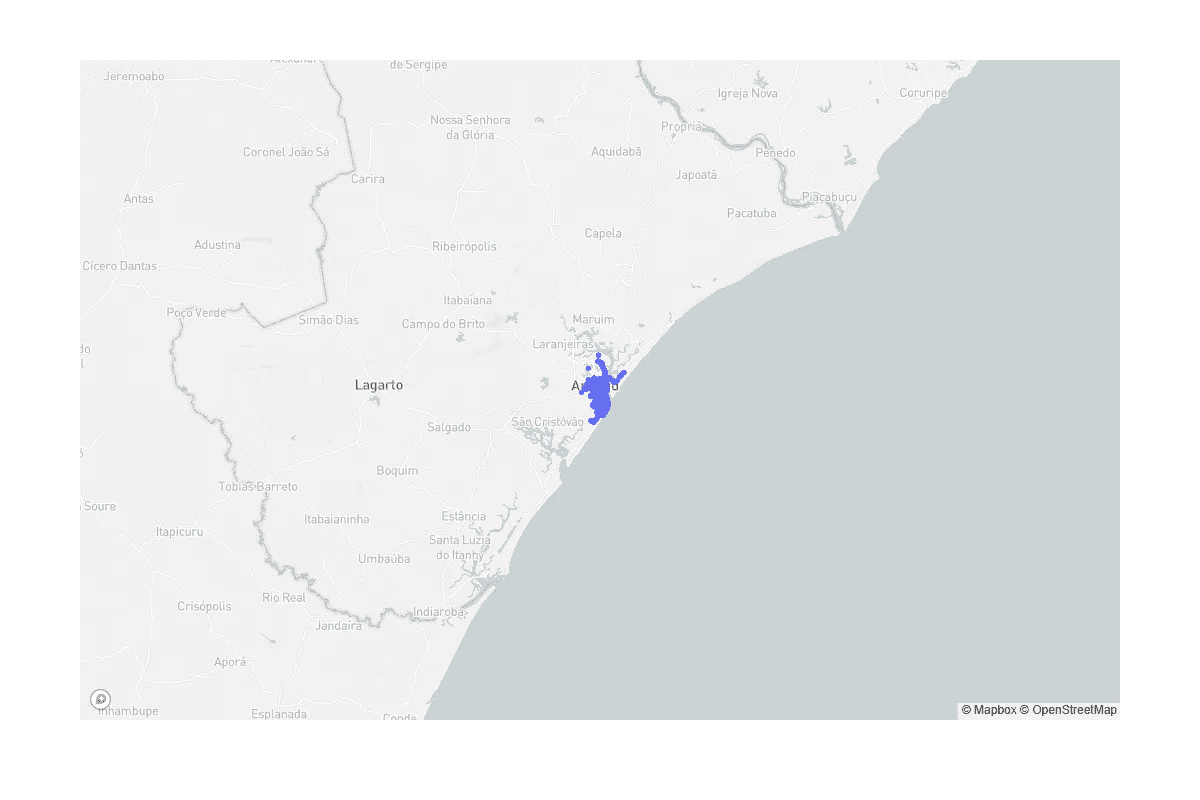 de Sergipe
Jeremoabo
Igreja Nova
Coruripe
Nossa Senhora
da Glória
Propriá
Coronel João Sá
Aquidabã
Penedo
Carira
Japoatã
Antas
Piaçabuçu
Pacatuba
Capela
Adustina
Ribeirópolis
Cícero Dantas
Itabaiana
Poço Verde
Simão Dias
Campo do Brito
Maruim
Laranjeiras
Lagarto
São Cristóvão
Salgado
Boquim
Tobias Barreto
Soure
Itabaianinha
Estância
Itapicuru
Santa Luzia
do Itanhy
Umbaúba
Rio Real
Crisópolis
Indiaroba
Jandaíra
Aporá
Inhambupe
Esplanada
Conde
© Mapbox © OpenStreetMap